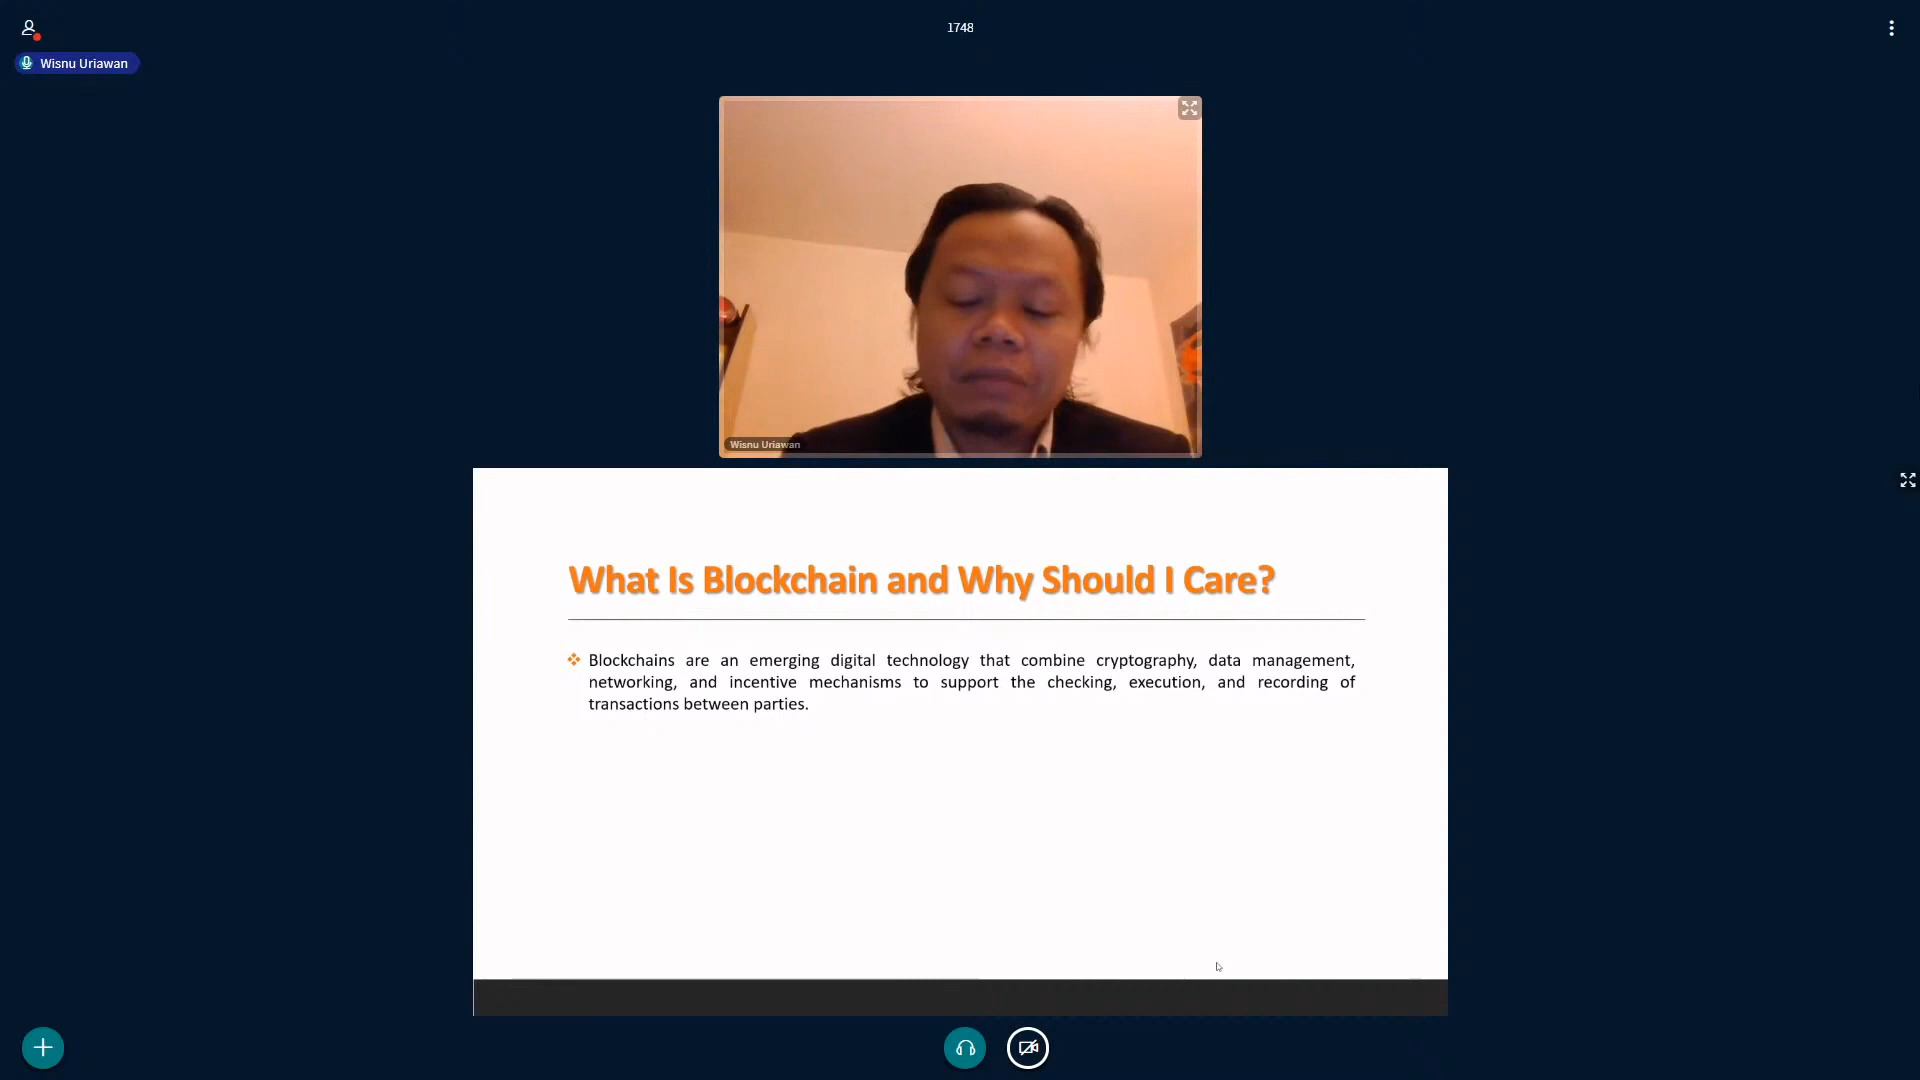 1748
Wisnu Uriawan
Wisnu Uriawan
What Is Blockchain and Why Should I Care?
Blockchains are an emerging digital technology that combine cryptography, data management,
networking, and incentive mechanisms to support the checking, execution, and recording of
transactions between parties.